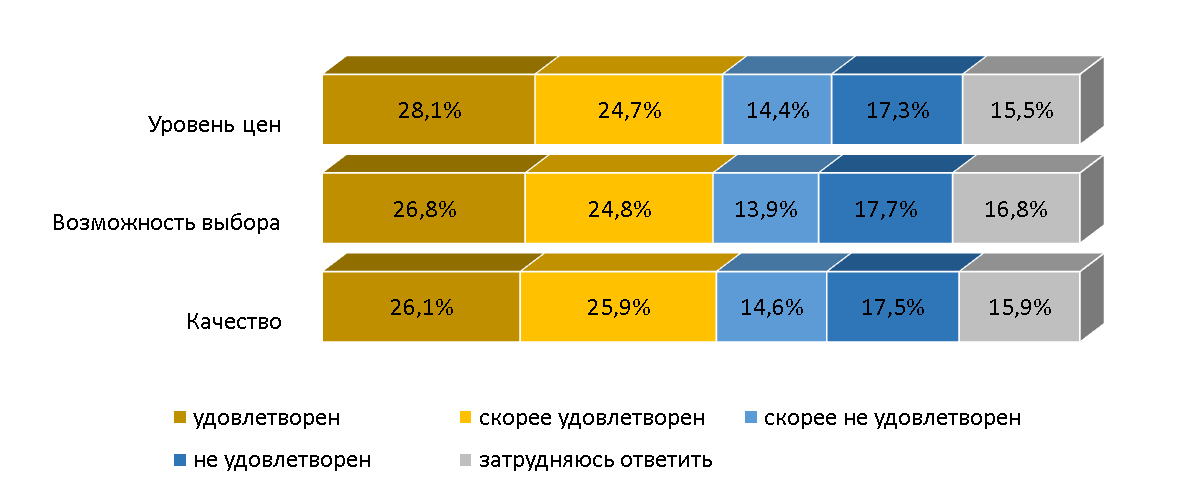 28,1% 24,7% 14,4% 17,3% 15,5%
Уровень цен
26,8% 24,8% 13,9% 17,7% 16,8%
Возможность выбора
26,1% 25,9% 14,6% 17,5% 15,9%
Качество
удовлетворен скорее удовлетворен скорее не удовлетворен
не удовлетворен затрудняюсь ответить